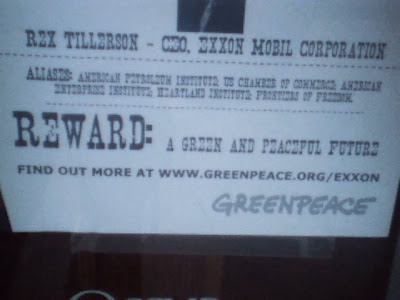 REX TILLERSON - CEO, EXXON MOBIL CORPORATION
ALIASES: AMERICAN PETROLEUM INSTITUTE; US CHAMBER OF COMMERCE; AMERICAN
ENTERPRISE INSTITUTE; HEARTLAND INSTITUTE; FRONTIERS OF FREEDOM.
REWARD: A GREEN AND PEACEFUL FUTURE
FIND OUT MORE AT WWW.GREENPEACE.ORG/EXXON
GREENPEACE